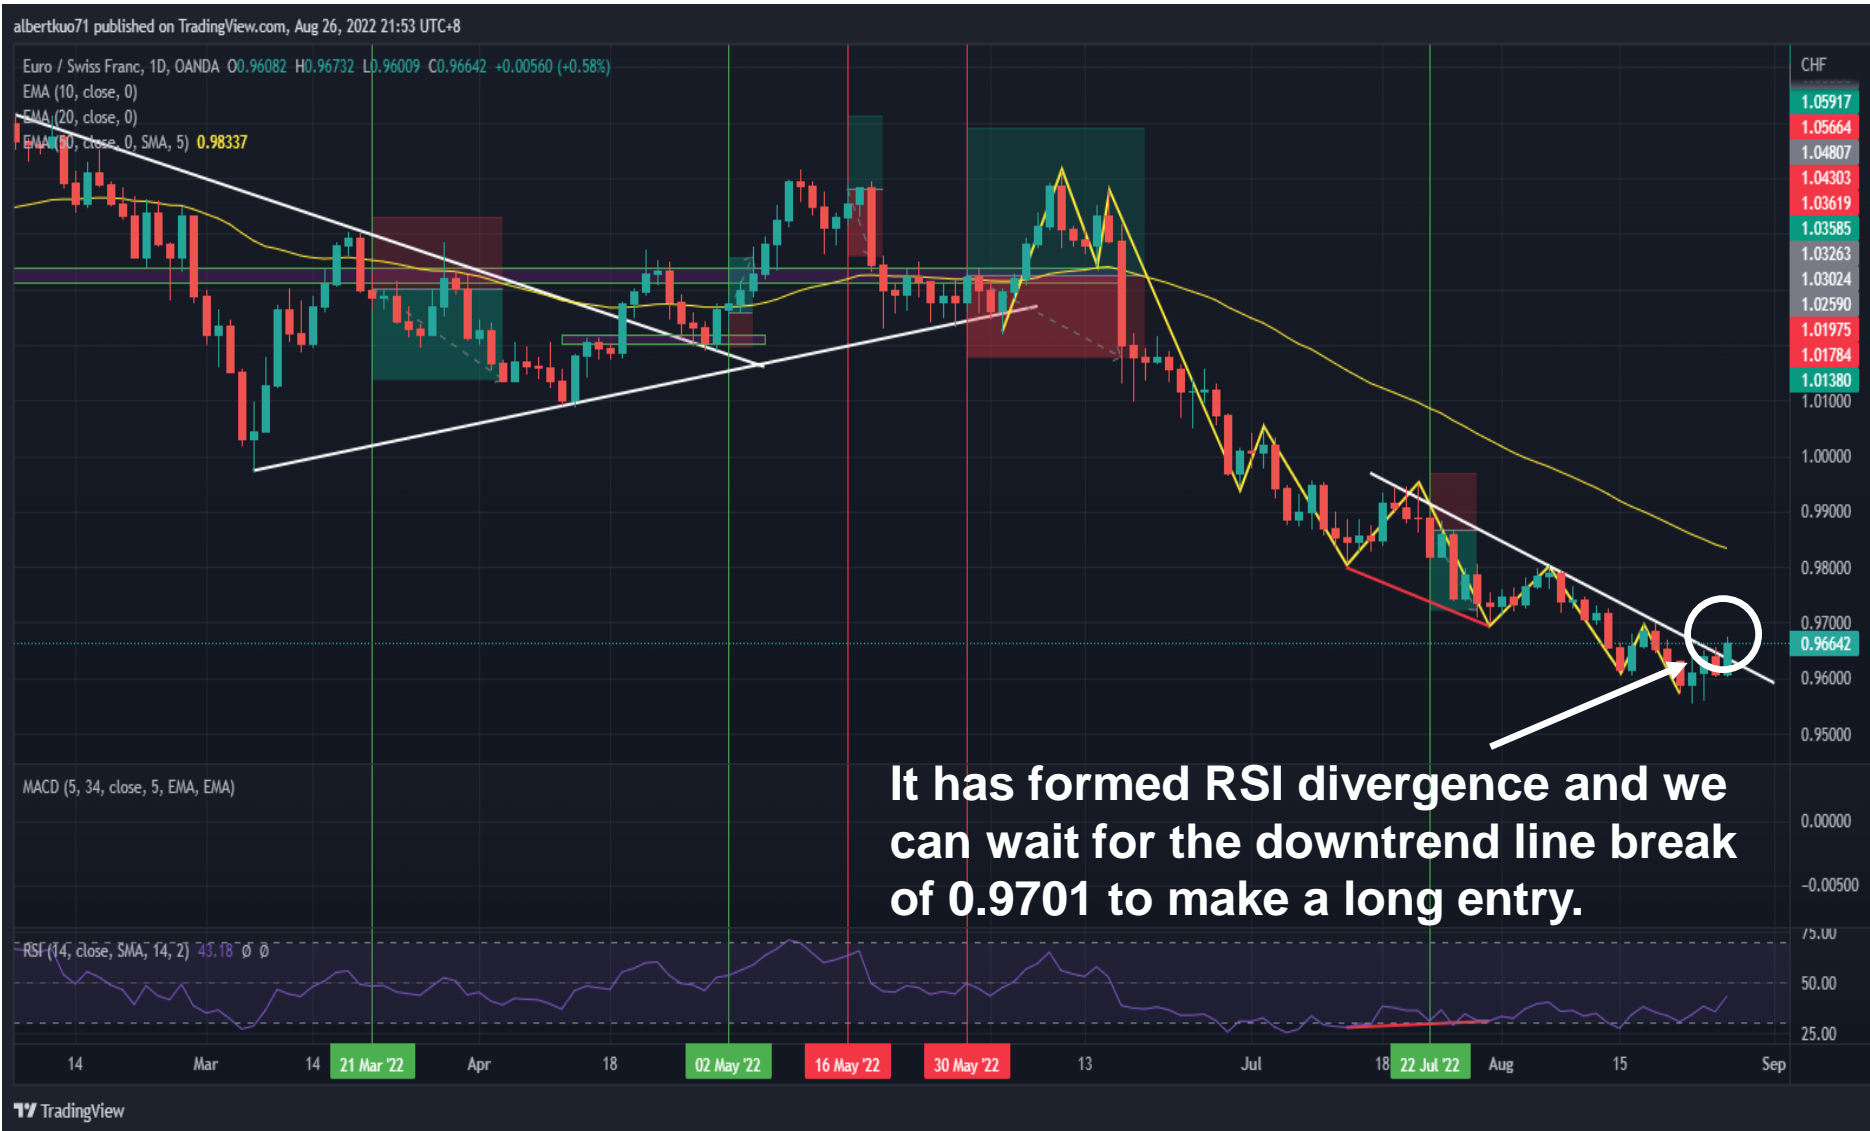 albertkuo71 published on TradingView.com, Aug 26, 2022 21:53 UTC+8
Euro / Swiss Franc, 1D, OANDA O0.96082 H0.96732 L0.96009 C0.96642 +0.00560 (+0.58%)
CHF
EMA (10, close, 0)
EMA (20, close, 0)
EMA (50, close, 0, SMA, 5) 0.98337
1.05917
1.05664
1.04807
1.04303
1.03619
1.03585
1.03263
1.03024
1.02590
1.01975
1.01784
1.01380
1.01000
1.00000
0.99000
0.98000
0.97000
0.96642
0.96000
0.95000
It has formed RSI divergence and we
can wait for the downtrend line break
of 0.9701 to make a long entry.
MACD (5, 34, close, 5, EMA, EMA)
0.00000
−0.00500
RSI (14, close, SMA, 14, 2) 43.18 Ø Ø
75.00
50.00
25.00
14 Mar 14 21 Mar '22 Apr 18 02 May '22 16 May '22 30 May '22 13 Jul 18 22 Jul '22 Aug 15 Sep
TradingView